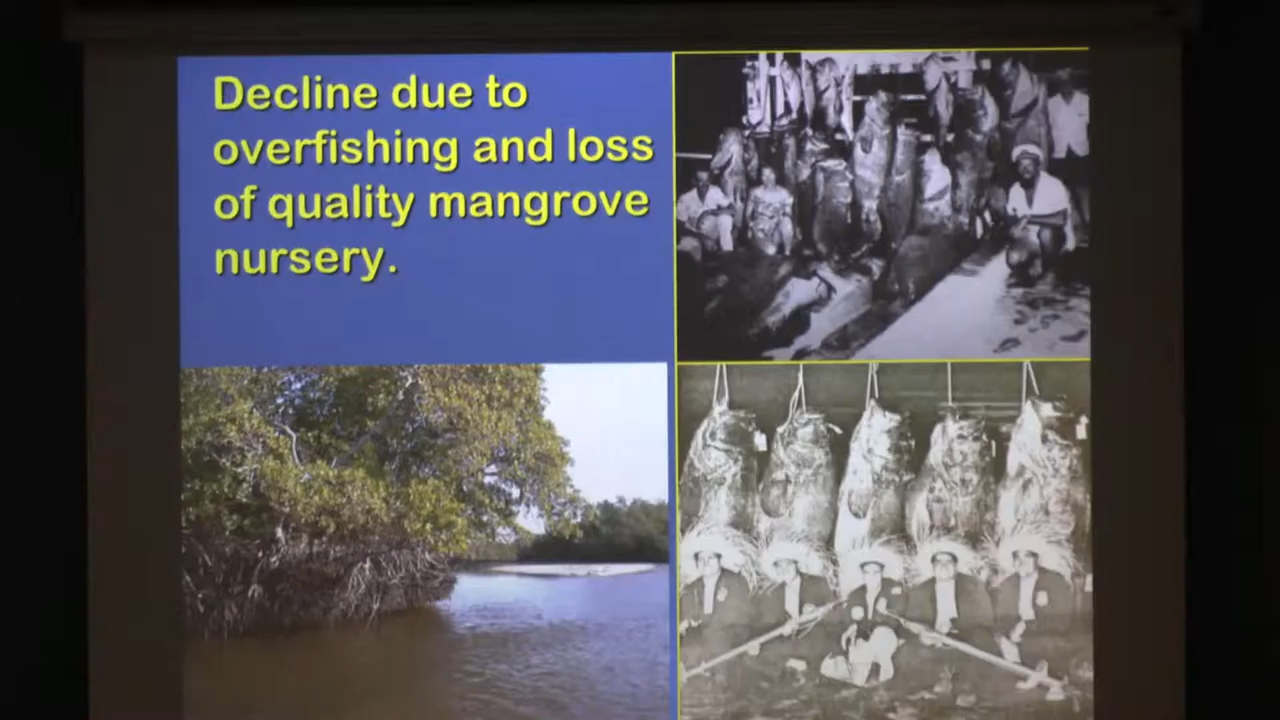 Decline due to
overfishing and loss
of quality mangrove
nursery.